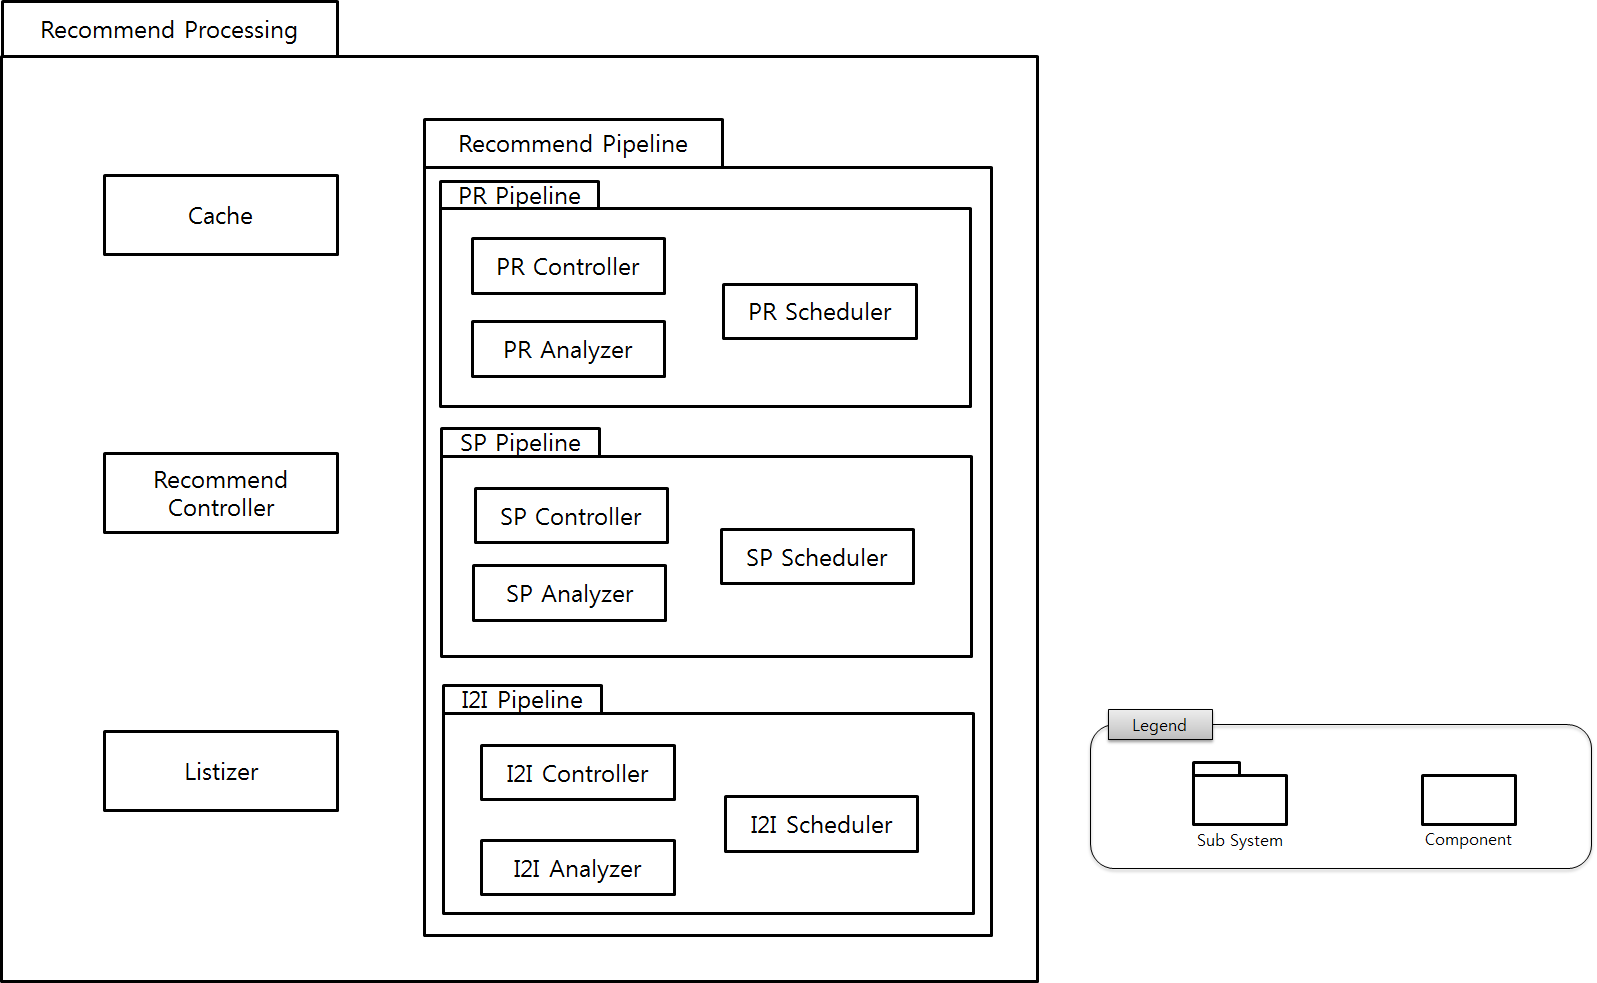 Recommend Processing
Recommend Pipeline
Cache
Recommend
Controller
Listizer
PR Pipeline
PR Controller
PR Scheduler
PR Analyzer
SP Pipeline
SP Controller
SP Scheduler
SP Analyzer
I2I Pipeline
I2I Controller
I2I Scheduler
I2I Analyzer
Legend
Sub System
Component